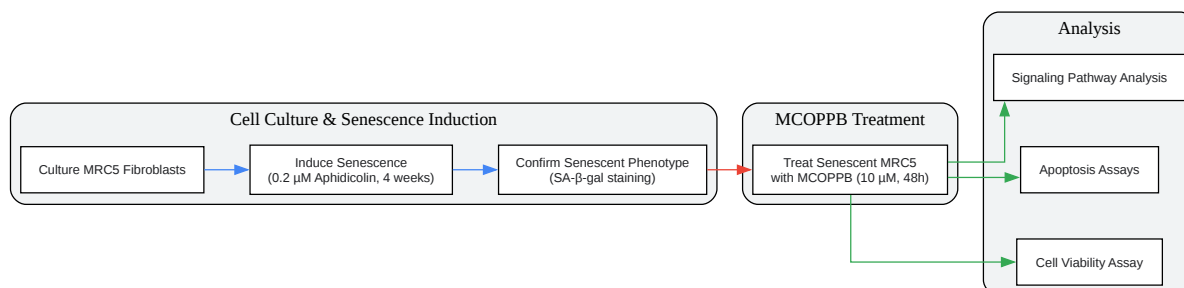 Cell Culture & Senescence Induction
Culture MRC5 Fibroblasts
Induce Senescence
(0.2 µM Aphidicolin, 4 weeks)
Confirm Senescent Phenotype
(SA-β-gal staining)
MCOPPB Treatment
Treat Senescent MRC5
with MCOPPB (10 µM, 48h)
Analysis
Signaling Pathway Analysis
Apoptosis Assays
Cell Viability Assay